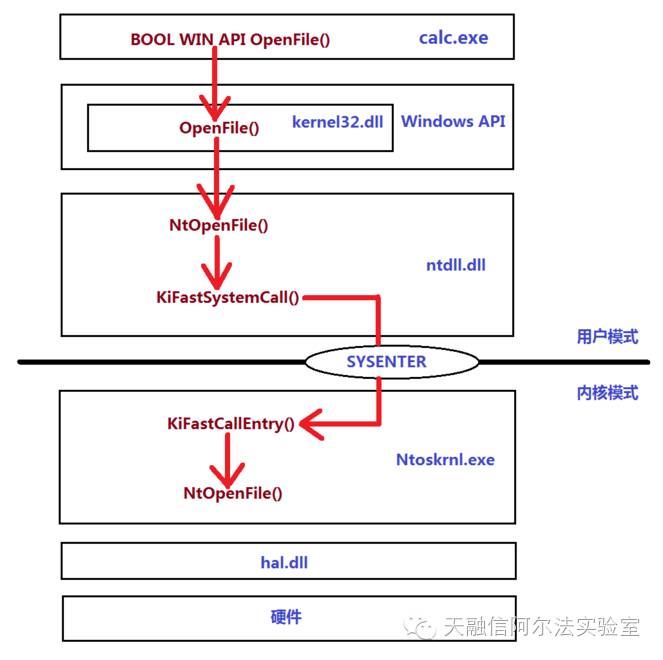 BOOL WIN API OpenFile() calc.exe
OpenFile() kernel32.dll Windows API
NtOpenFile()
ntdll.dll
KiFastSystemCall()
用户模式
SYSENTER
内核模式
KiFastCallEntry()
Ntoskrnl.exe
NtOpenFile()
hal.dll
硬件
天融信阿尔法实验室